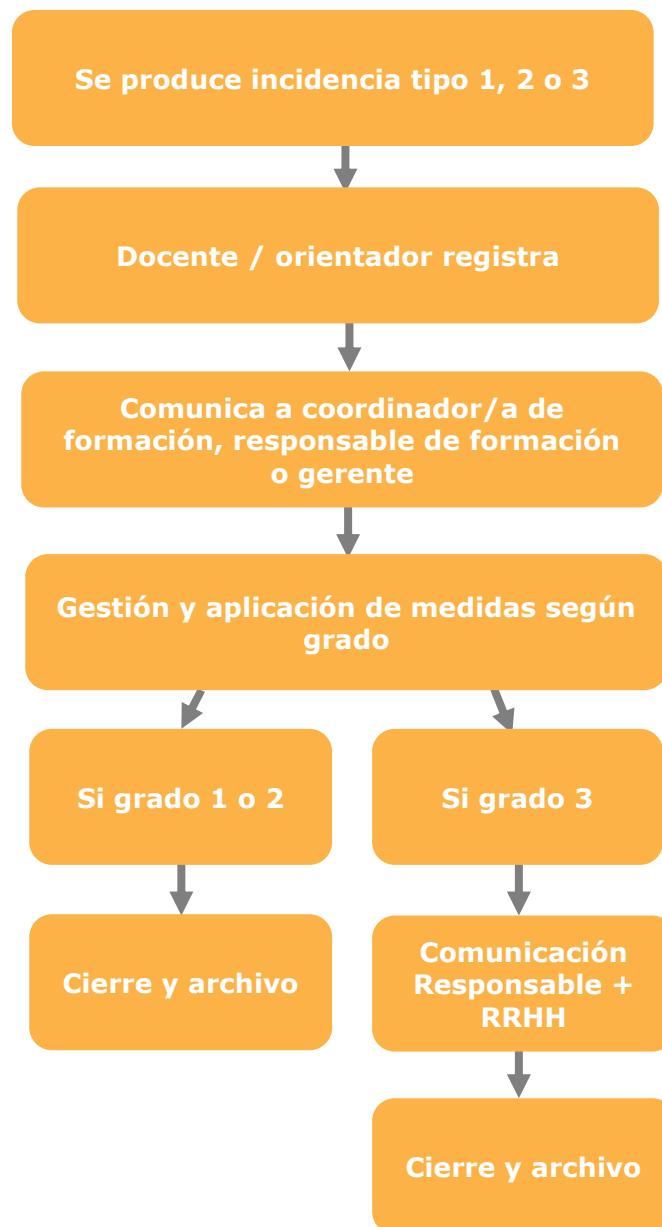 Se produce incidencia tipo 1, 2 o 3
Docente / orientador registra
Comunica a coordinador/a de
formación, responsable de formación
o gerente
Gestión y aplicación de medidas según
grado
Si grado 1 o 2
Si grado 3
Cierre y archivo
Comunicación
Responsable +
RRHH
Cierre y archivo